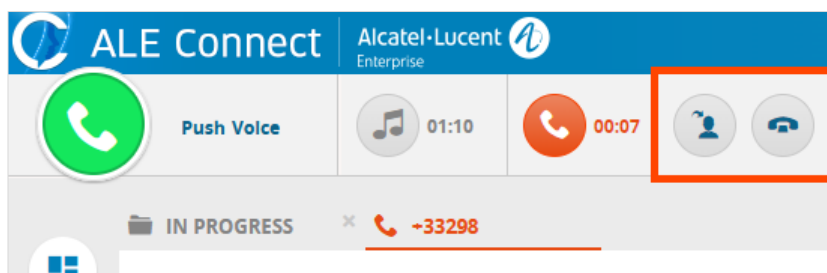 ALE Connect
Alcatel·Lucent
Enterprise
Push Voice
01:10
00:07
IN PROGRESS
+33298